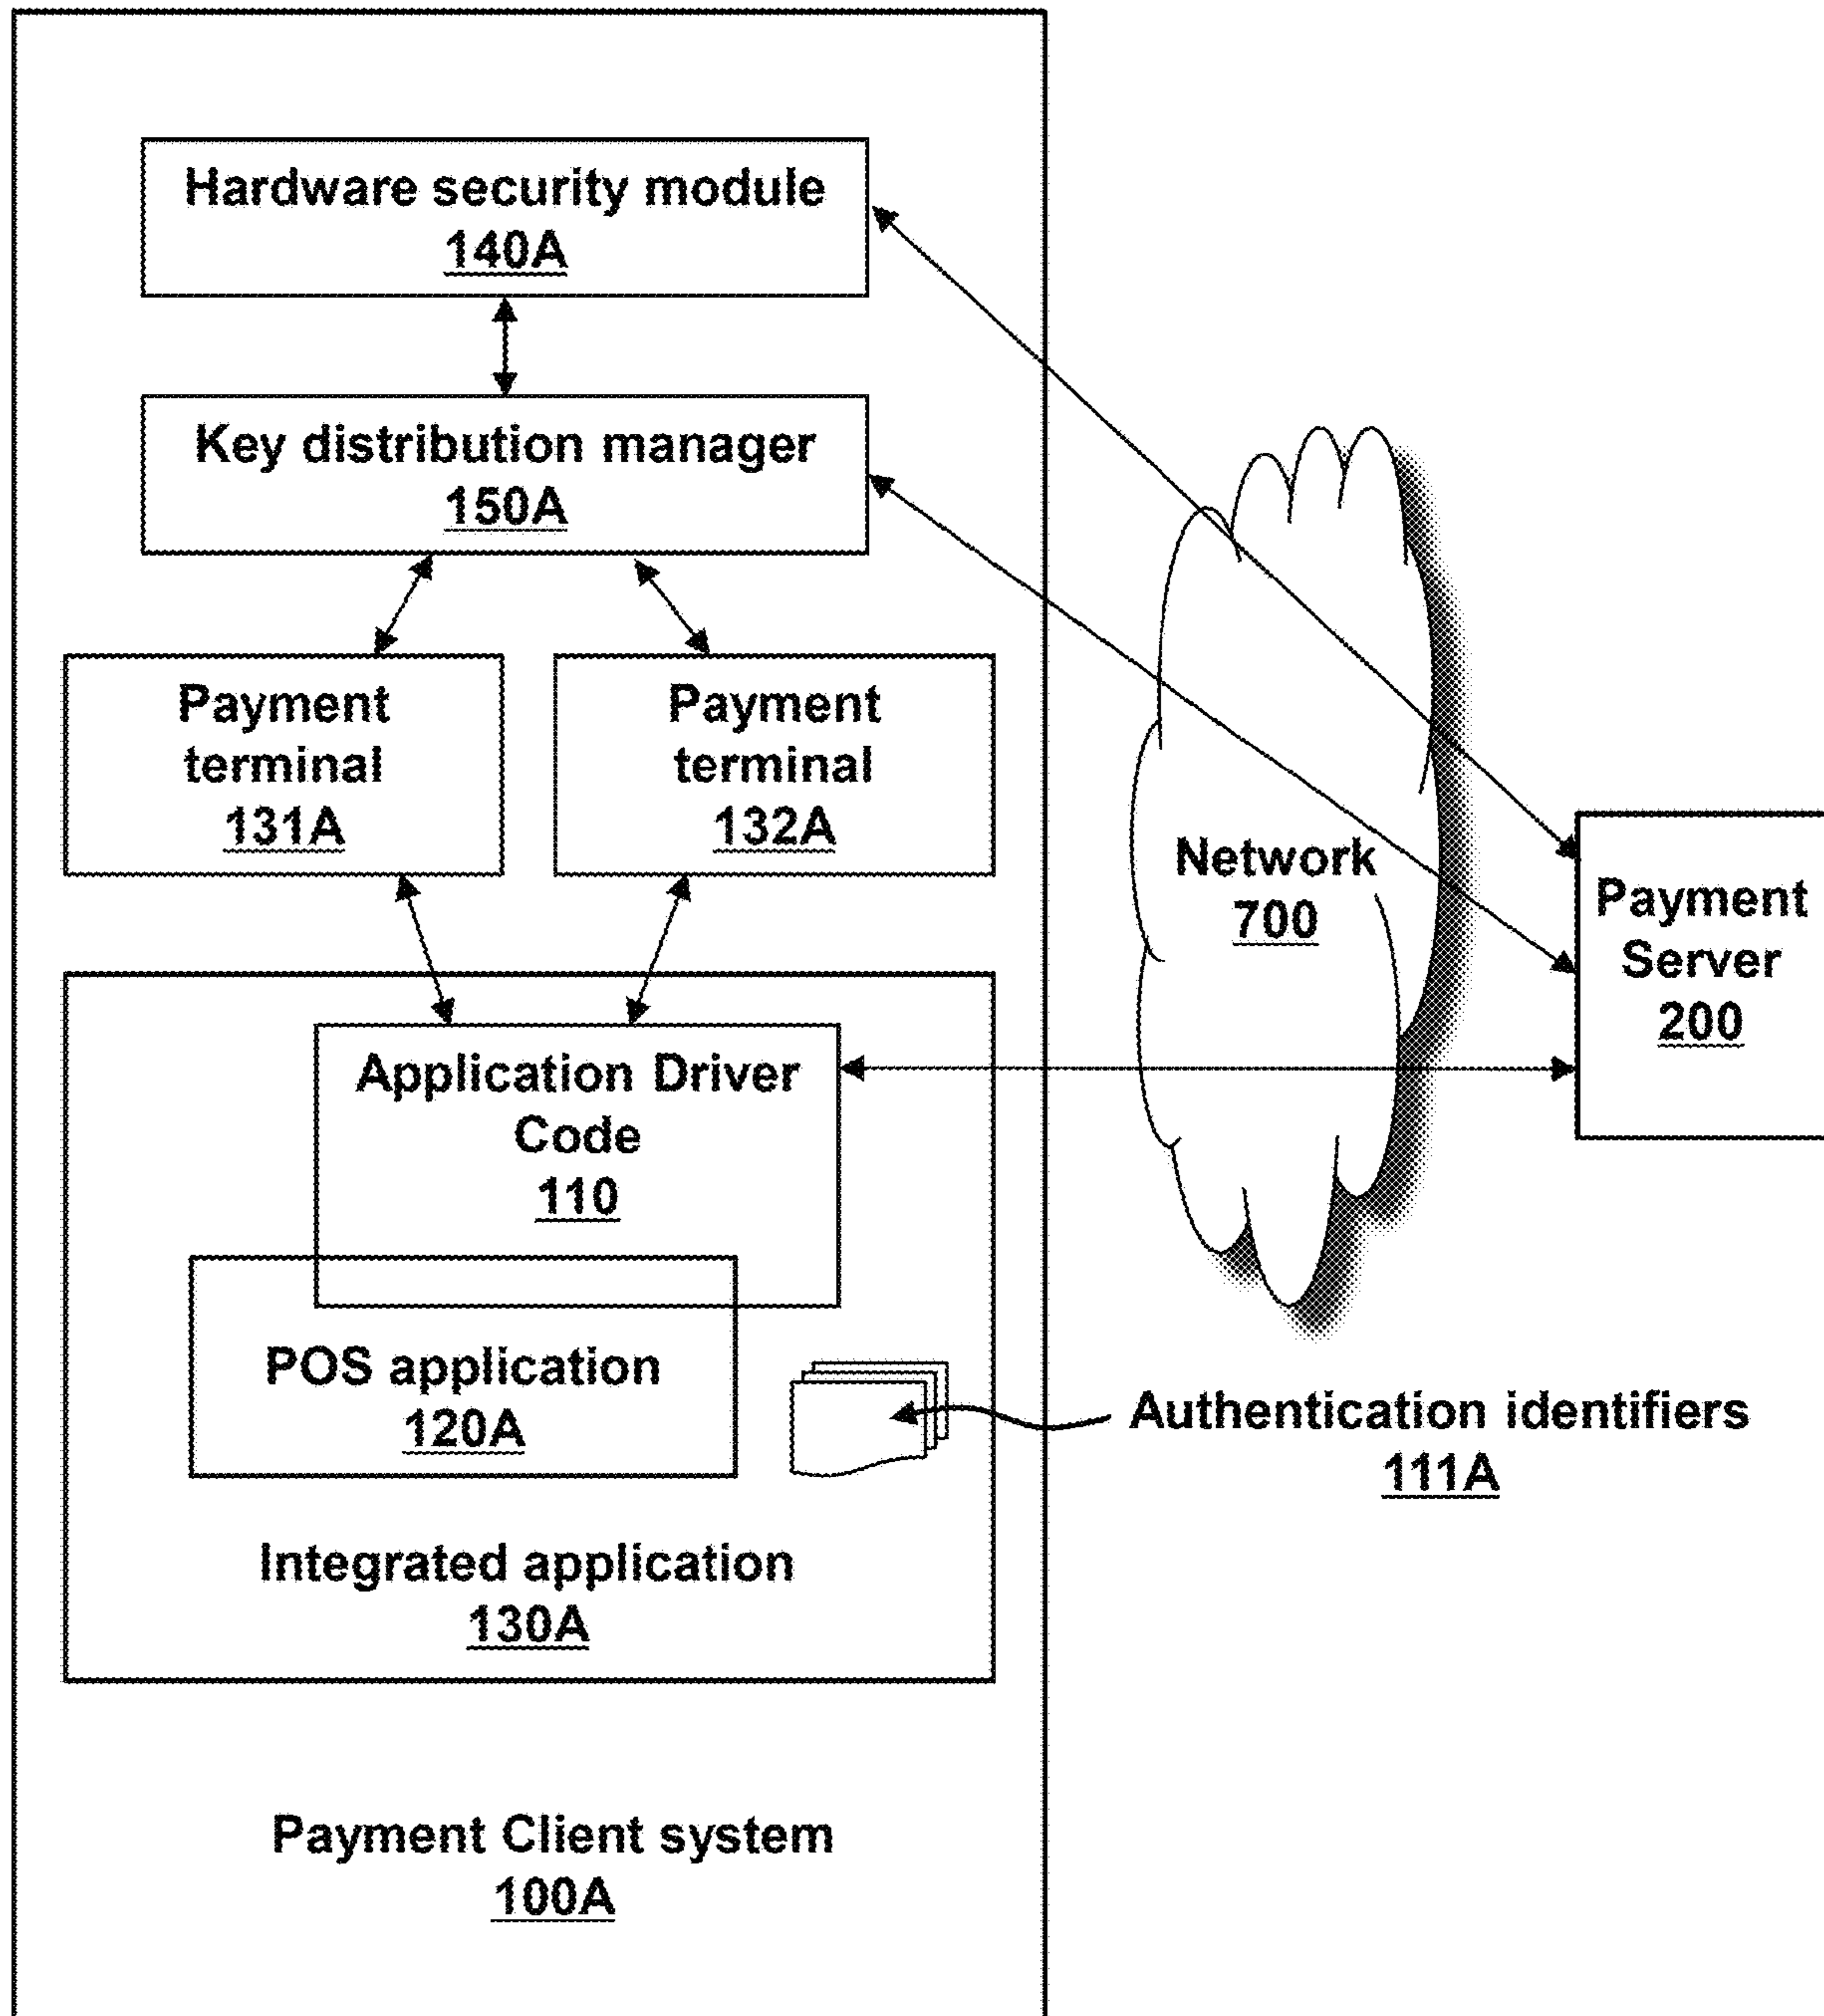 Hardware security module
140A
Key distribution manager
150A
Payment
terminal
131A
Payment
terminal
132A
Network
700
Payment
Server
200
Application Driver
Code
110
POS application
120A
Authentication identifiers
111A
Integrated application
130A
Payment Client system
100A